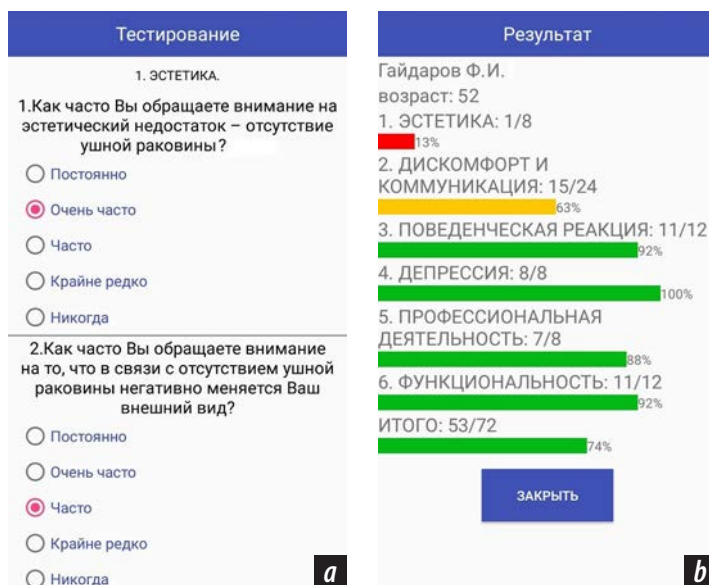 Тестирование
1. ЭСТЕТИКА.
1.Как часто Вы обращаете внимание на
эстетический недостаток – отсутствие
ушной раковины?
Постоянно
Очень часто
Часто
Крайне редко
Никогда
2.Как часто Вы обращаете внимание
на то, что в связи с отсутствием ушной
раковины негативно меняется Ваш
внешний вид?
Постоянно
Очень часто
Часто
Крайне редко
Никогда
a
Результат
Гайдаров Ф.И.
возраст: 52
1. ЭСТЕТИКА: 1/8
13%
2. ДИСКОМФОРТ И
КОММУНИКАЦИЯ: 15/24
63%
3. ПОВЕДЕНЧЕСКАЯ РЕАКЦИЯ: 11/12
92%
4. ДЕПРЕССИЯ: 8/8
100%
5. ПРОФЕССИОНАЛЬНАЯ
ДЕЯТЕЛЬНОСТЬ: 7/8
88%
6. ФУНКЦИОНАЛЬНОСТЬ: 11/12
92%
ИТОГО: 53/72
74%
ЗАКРЫТЬ
b